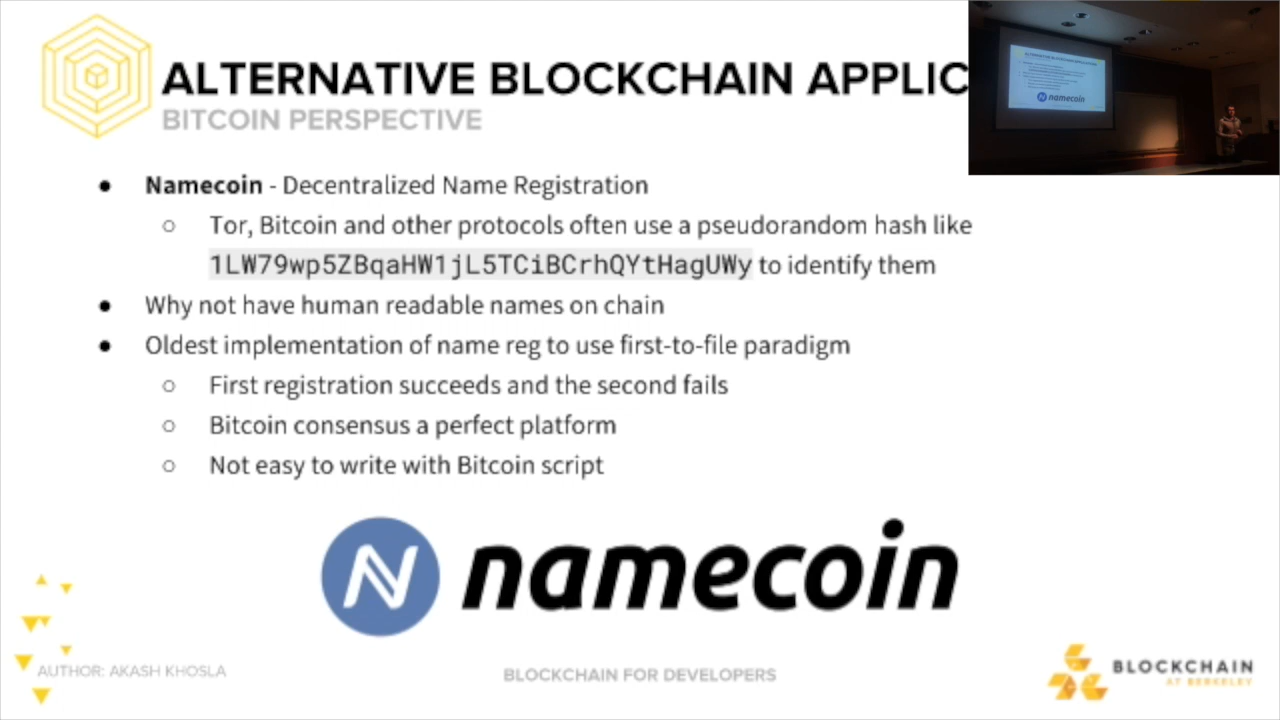 ALTERNATIVE BLOCKCHAIN APPLIC
BITCOIN PERSPECTIVE
● Namecoin - Decentralized Name Registration
○ Tor, Bitcoin and other protocols often use a pseudorandom hash like
1LW79wp5ZBqaHW1jL5TCiBCrhQYtHagUWy to identify them
● Why not have human readable names on chain
● Oldest implementation of name reg to use first-to-file paradigm
○ First registration succeeds and the second fails
○ Bitcoin consensus a perfect platform
○ Not easy to write with Bitcoin script
namecoin
AUTHOR: AKASH KHOSLA
BLOCKCHAIN FOR DEVELOPERS
BLOCKCHAIN
AT BERKELEY
namecoin